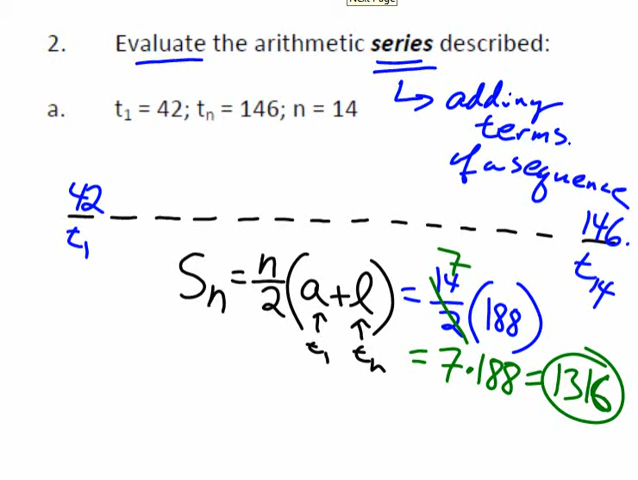 Next Page
2. Evaluate the arithmetic series described:
a. t₁ = 42; tₙ = 146; n = 14
↳ adding
terms.
of a sequence
42
t₁
146.
t₁₄
Sₙ = n/2 (a + l) = 14/2 (188)
7
↑ ↑
t₁ tₙ
= 7 · 188 = 1316